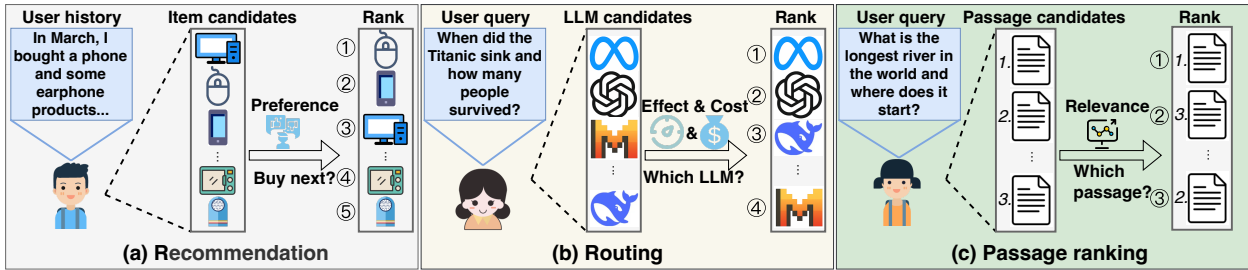 User history
Item candidates
Rank
In March, I
bought a phone
and some
earphone
products...
Preference
Buy next?
...
①
②
③
④
⑤
(a) Recommendation
User query
LLM candidates
Rank
When did the
Titanic sink and
how many
people
survived?
Effect & Cost
&
$
Which LLM?
...
①
②
③
...
④
(b) Routing
User query
Passage candidates
Rank
What is the
longest river in
the world and
where does it
start?
1.
2.
...
3.
Relevance
Which
passage?
①
1.
②
3.
...
③
2.
(c) Passage ranking